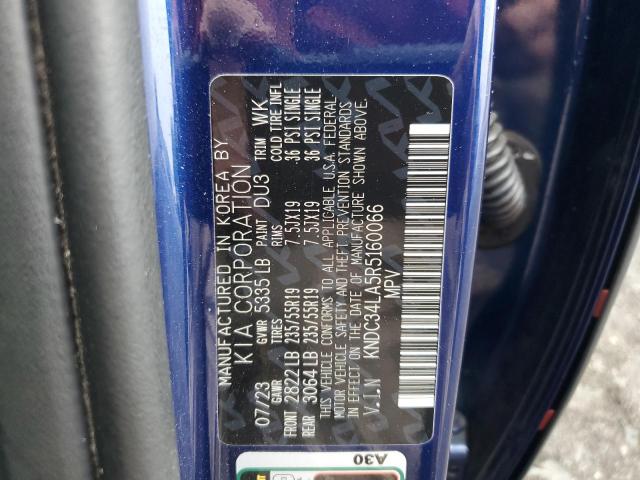 MANUFACTURED IN KOREA BY
KIA CORPORATION
07/23 GVWR 5335 LB PAINT DU3 TRIM WK
GAWR TIRES RIMS COLD TIRE INFL
FRONT 2822 LB 235/55R19 7.5JX19 36 PSI SINGLE
REAR 3064 LB 235/55R19 7.5JX19 36 PSI SINGLE
THIS VEHICLE CONFORMS TO ALL APPLICABLE U.S.A. FEDERAL
MOTOR VEHICLE SAFETY AND THEFT PREVENTION STANDARDS
IN EFFECT ON THE DATE OF MANUFACTURE SHOWN ABOVE.
V.I.N KNDC34LA5R5160066
MPV
A30